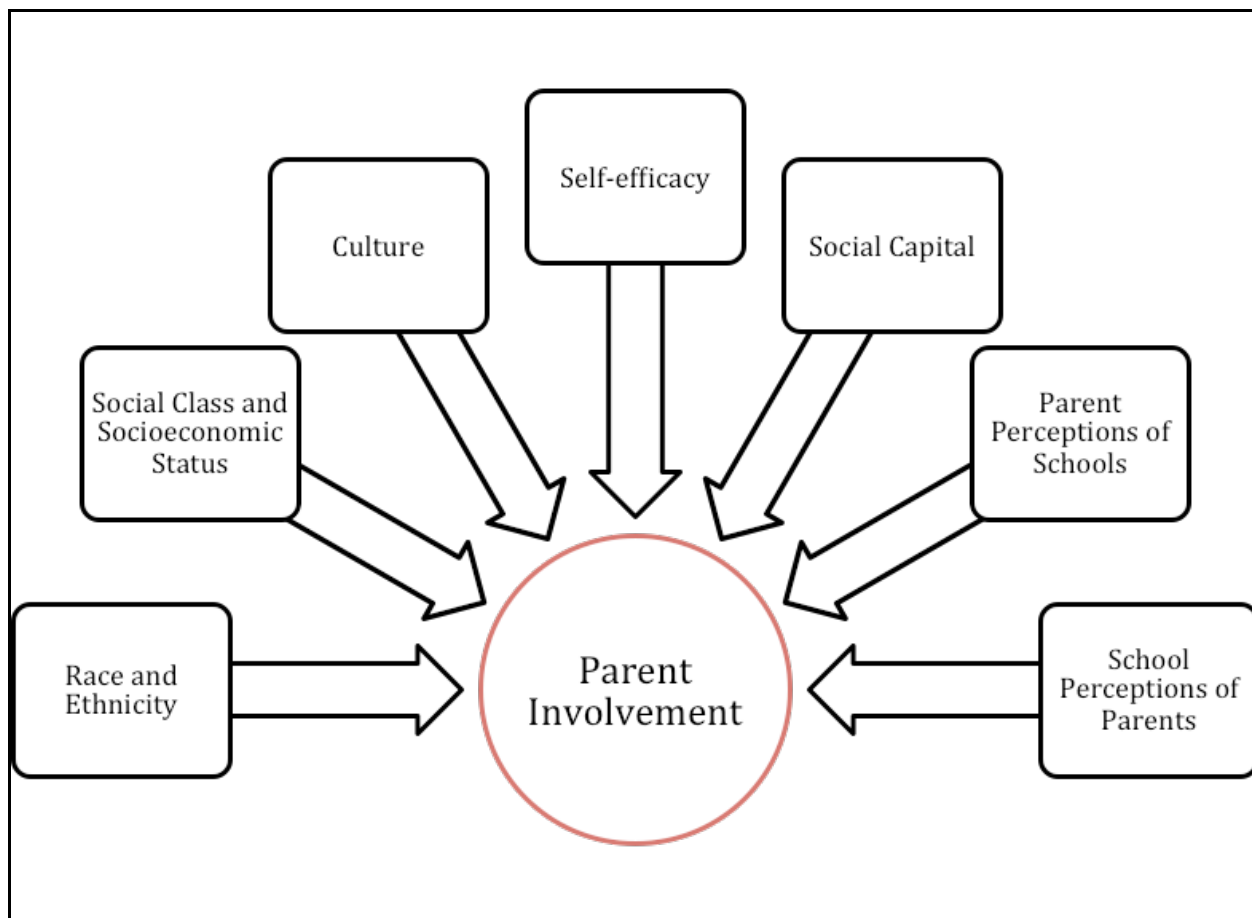 Self-efficacy
Culture
Social Capital
Social Class and
Socioeconomic
Status
Parent
Perceptions of
Schools
Race and
Ethnicity
Parent
Involvement
School
Perceptions of
Parents